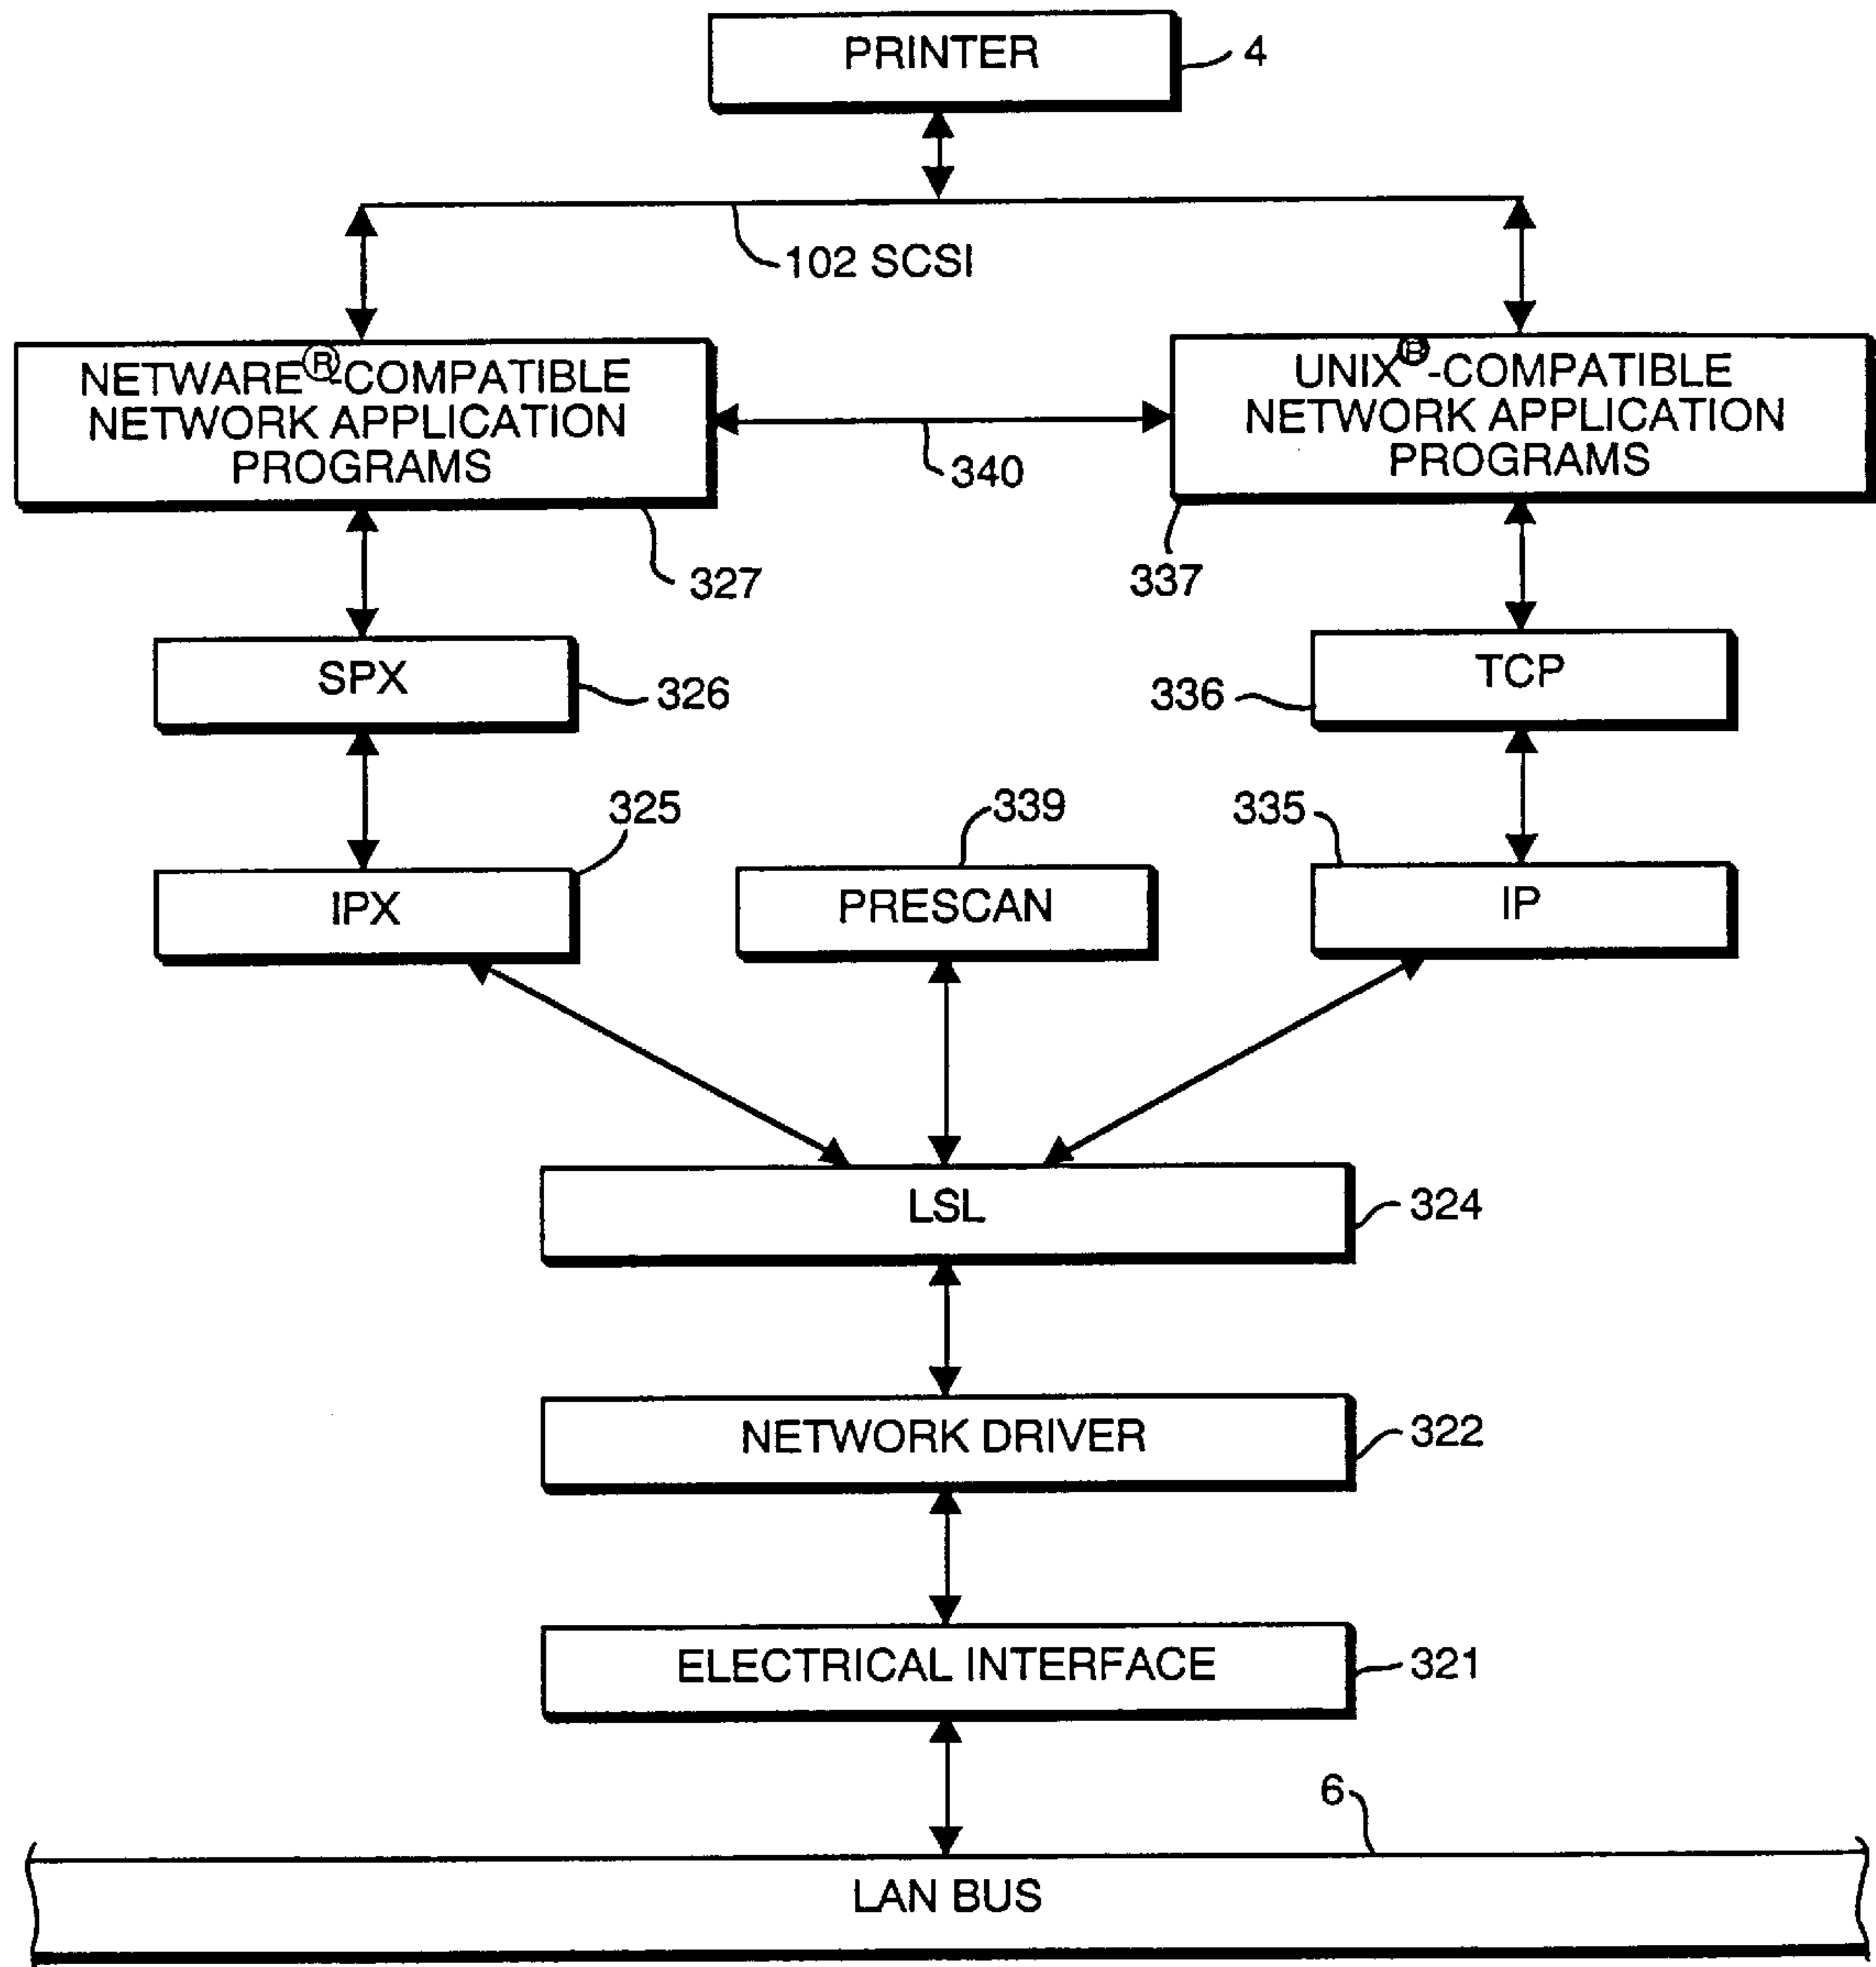 PRINTER
4
102 SCSI
NETWARE®-COMPATIBLE
NETWORK APPLICATION
PROGRAMS
340
UNIX®-COMPATIBLE
NETWORK APPLICATION
PROGRAMS
327
337
SPX
326
336
TCP
325
339
335
IPX
PRESCAN
IP
LSL
324
NETWORK DRIVER
322
ELECTRICAL INTERFACE
321
6
LAN BUS